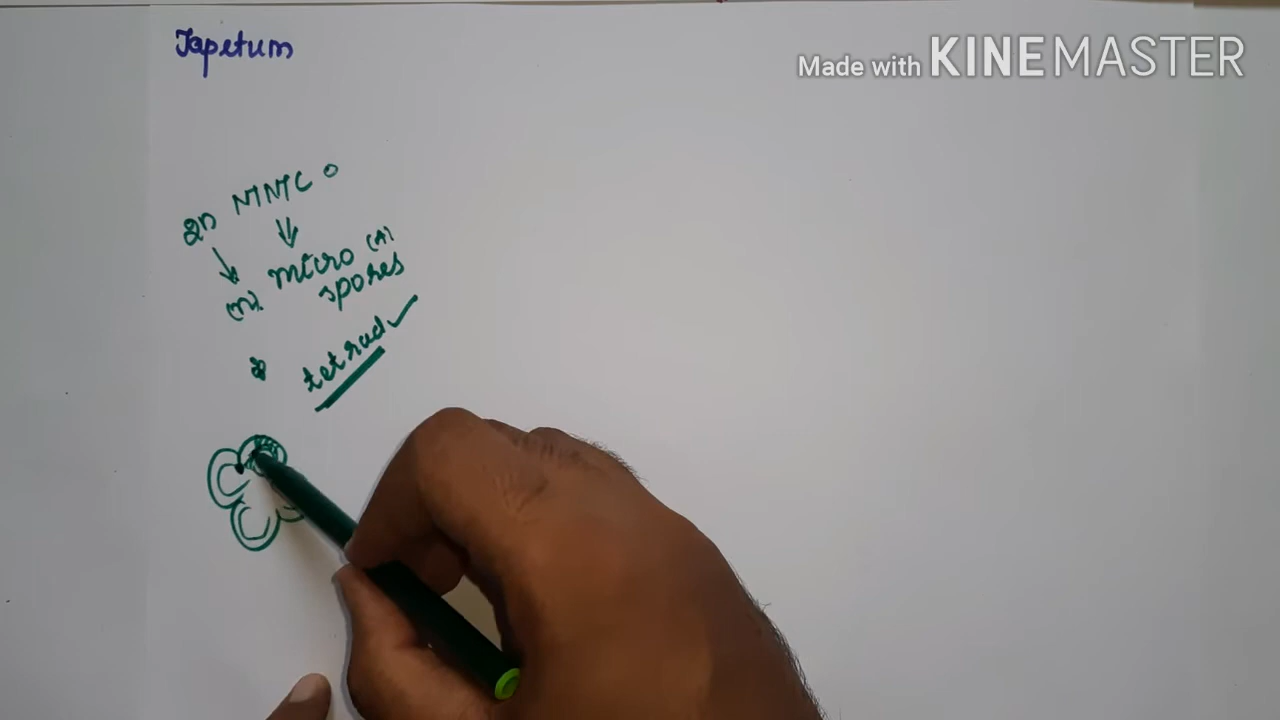 Tapetum
Made with KINEMASTER
2n MMC
(n) micro (n)
spores
tetrad ✓